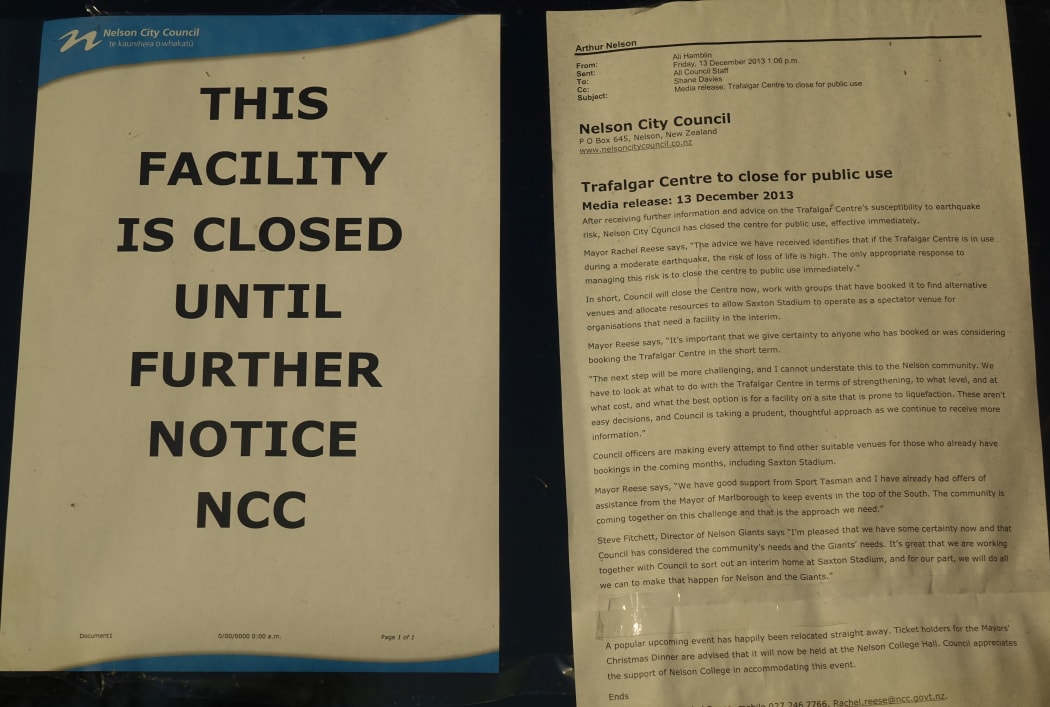 Nelson City Council
te kaunihera o whakatū
THIS
FACILITY
IS CLOSED
UNTIL
FURTHER
NOTICE
NCC
Document1 0/00/0000 0:00 a.m. Page 1 of 1
Arthur Nelson
From: Ali Hamblin
Sent: Friday, 13 December 2013 1:06 p.m.
To: All Council Staff
Cc: Shane Davies
Subject: Media release: Trafalgar Centre to close for public use
Nelson City Council
P O Box 645, Nelson, New Zealand
www.nelsoncitycouncil.co.nz
Trafalgar Centre to close for public use
Media release: 13 December 2013
After receiving further information and advice on the Trafalgar Centre's susceptibility to earthquake
risk, Nelson City Council has closed the centre for public use, effective immediately.
Mayor Rachel Reese says, "The advice we have received identifies that if the Trafalgar Centre is in use
during a moderate earthquake, the risk of loss of life is high. The only appropriate response to
managing this risk is to close the centre to public use immediately."
In short, Council will close the Centre now, work with groups that have booked it to find alternative
venues and allocate resources to allow Saxton Stadium to operate as a spectator venue for
organisations that need a facility in the interim.
Mayor Reese says, "It's important that we give certainty to anyone who has booked or was considering
booking the Trafalgar Centre in the short term.
"The next step will be more challenging, and I cannot understate this to the Nelson community. We
have to look at what to do with the Trafalgar Centre in terms of strengthening, to what level, and at
what cost, and what the best option is for a facility on a site that is prone to liquefaction. These aren't
easy decisions, and Council is taking a prudent, thoughtful approach as we continue to receive more
information."
Council officers are making every attempt to find other suitable venues for those who already have
bookings in the coming months, including Saxton Stadium.
Mayor Reese says, "We have good support from Sport Tasman and I have already had offers of
assistance from the Mayor of Marlborough to keep events in the top of the South. The community is
coming together on this challenge and that is the approach we need."
Steve Fitchett, Director of Nelson Giants says "I'm pleased that we have some certainty now and that
Council has considered the community's needs and the Giants' needs. It's great that we are working
together with Council to sort out an interim home at Saxton Stadium, and for our part, we will do all
we can to make that happen for Nelson and the Giants."
A popular upcoming event has happily been relocated straight away. Ticket holders for the Mayors'
Christmas Dinner are advised that it will now be held at the Nelson College Hall. Council appreciates
the support of Nelson College in accommodating this event.
Ends
mobile 027 246 7766, Rachel.reese@ncc.govt.nz.